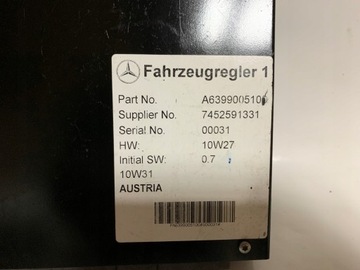 Fahrzeugregler 1
Part No. A6399005100
Supplier No. 7452591331
Serial No. 00031
HW: 10W27
Initial SW: 0.7
10W31
AUSTRIA